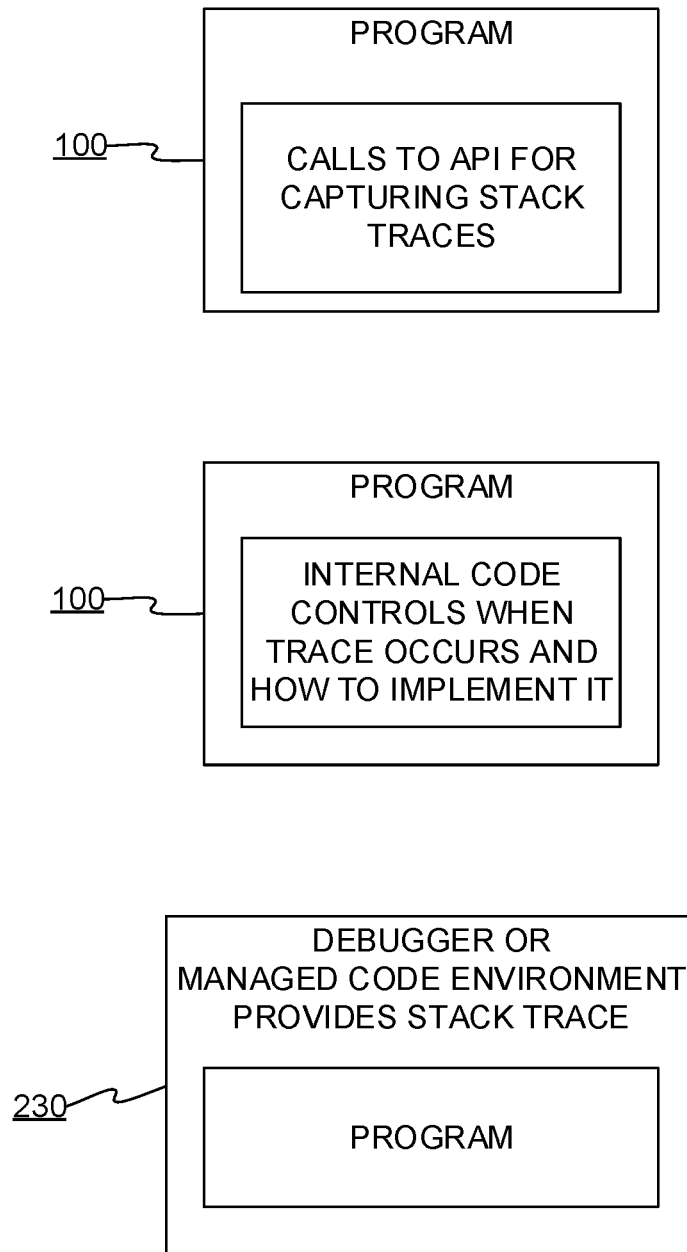 PROGRAM
100
CALLS TO API FOR
CAPTURING STACK
TRACES
PROGRAM
100
INTERNAL CODE
CONTROLS WHEN
TRACE OCCURS AND
HOW TO IMPLEMENT IT
DEBUGGER OR
MANAGED CODE ENVIRONMENT
PROVIDES STACK TRACE
230
PROGRAM